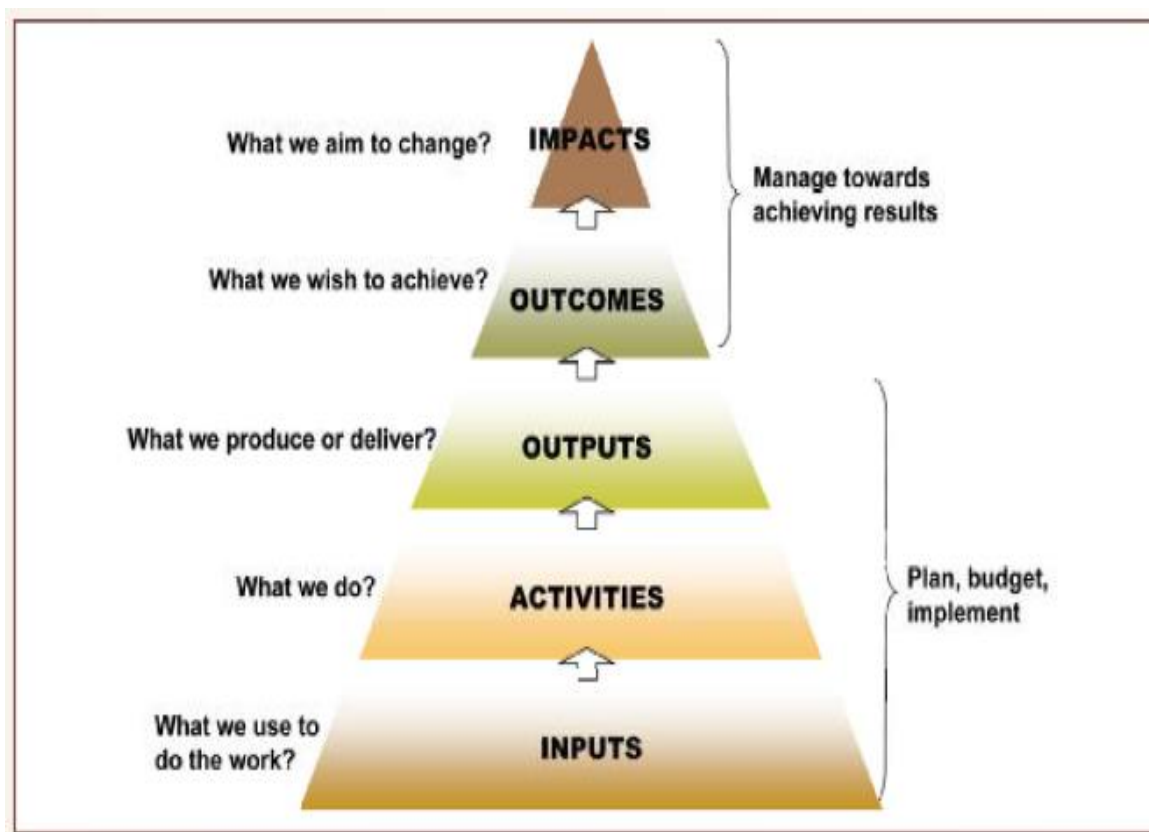 What we aim to change?
IMPACTS
Manage towards
achieving results
What we wish to achieve?
OUTCOMES
What we produce or deliver?
OUTPUTS
What we do?
ACTIVITIES
Plan, budget,
implement
What we use to
do the work?
INPUTS